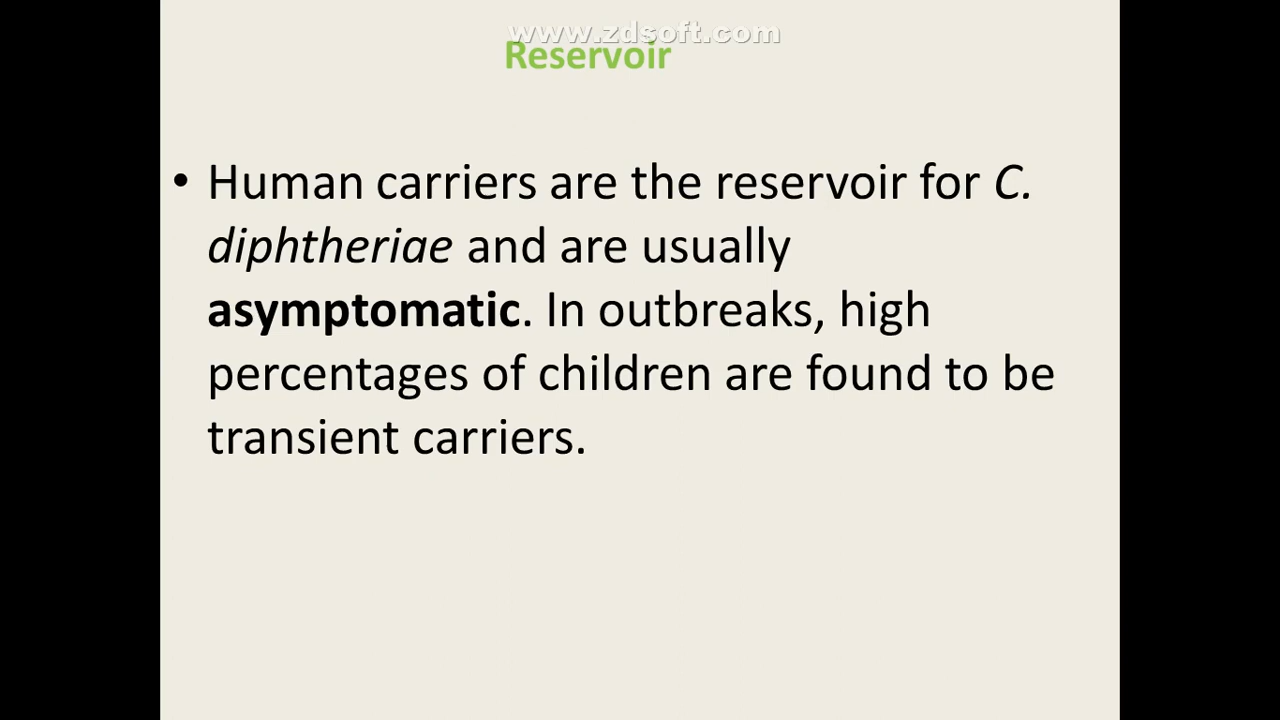 www.zdsoft.com
Reservoir
• Human carriers are the reservoir for C.
diphtheriae and are usually
asymptomatic. In outbreaks, high
percentages of children are found to be
transient carriers.